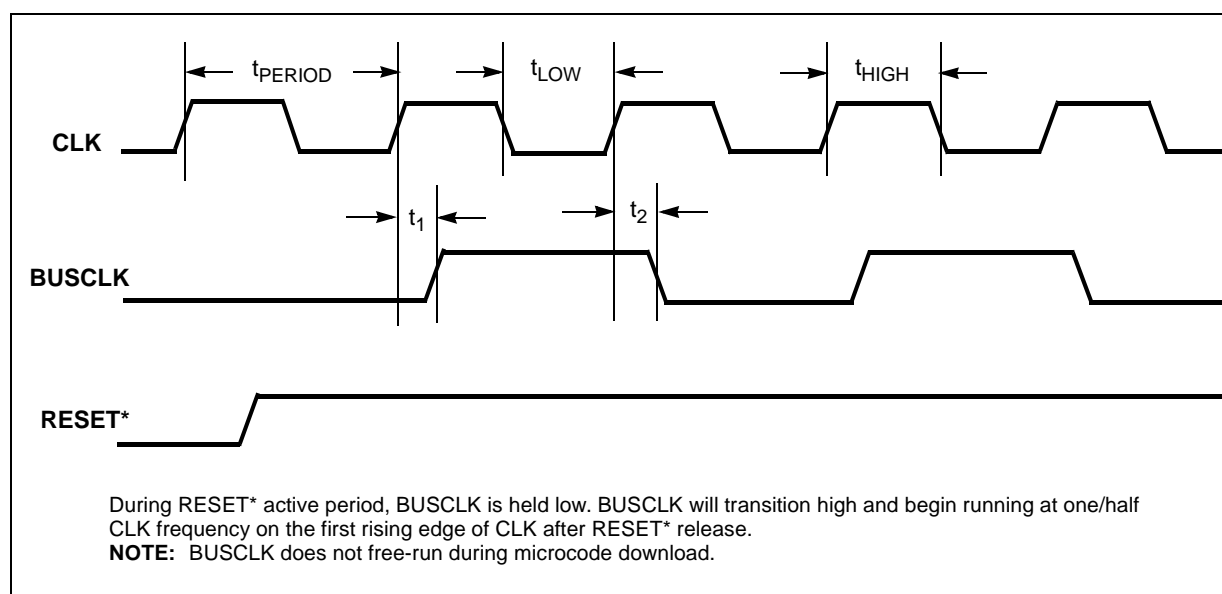 tPERIOD
tLOW
tHIGH
CLK
t1
t2
BUSCLK
RESET*
During RESET* active period, BUSCLK is held low. BUSCLK will transition high and begin running at one/half
CLK frequency on the first rising edge of CLK after RESET* release.
NOTE: BUSCLK does not free-run during microcode download.